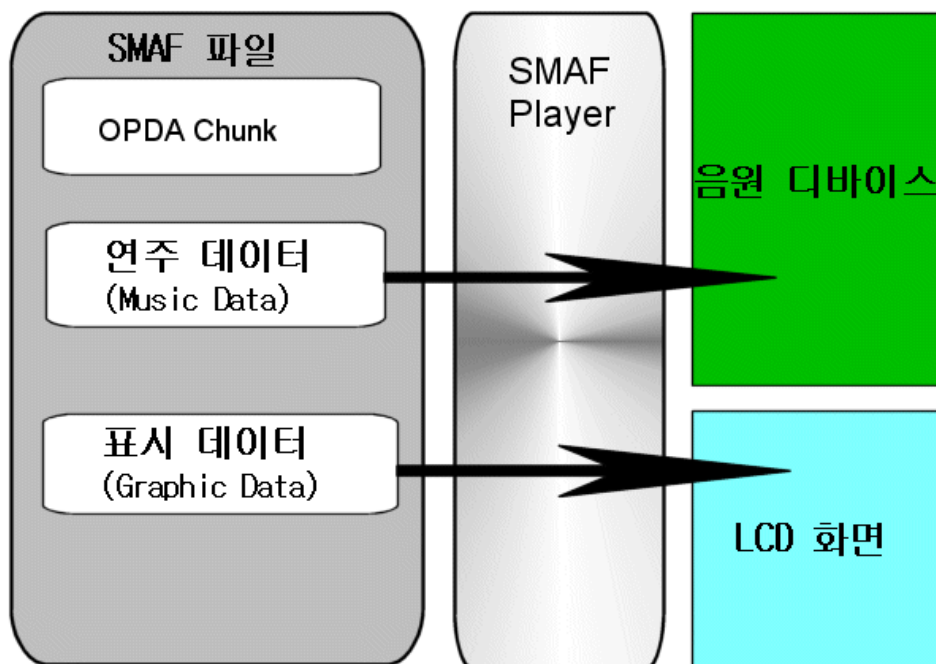 SMAF 파일
OPDA Chunk
연주 데이터
(Music Data)
표시 데이터
(Graphic Data)
SMAF
Player
음원 디바이스
LCD 화면